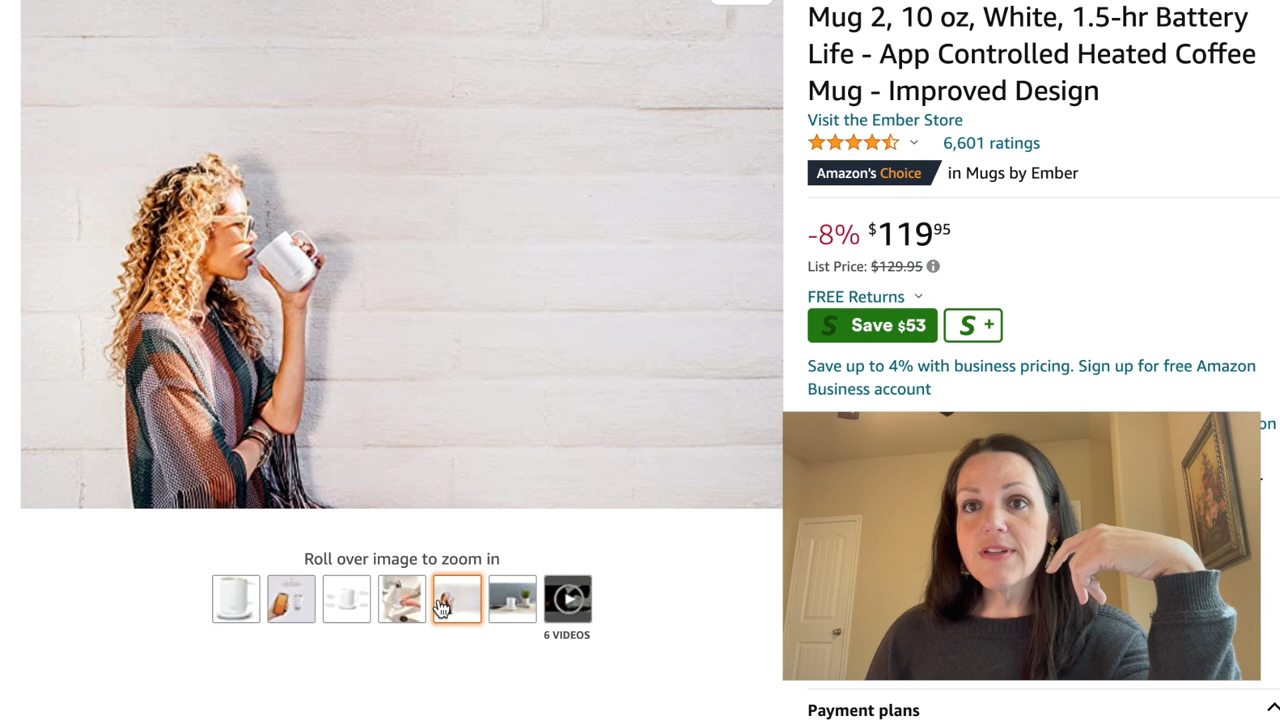 Mug 2, 10 oz, White, 1.5-hr Battery
Life - App Controlled Heated Coffee
Mug - Improved Design
Visit the Ember Store
6,601 ratings
Amazon's Choice in Mugs by Ember
-8% $119.95
List Price: $129.95
FREE Returns
S Save $53 S +
Save up to 4% with business pricing. Sign up for free Amazon
Business account
on
Roll over image to zoom in
6 VIDEOS
Payment plans